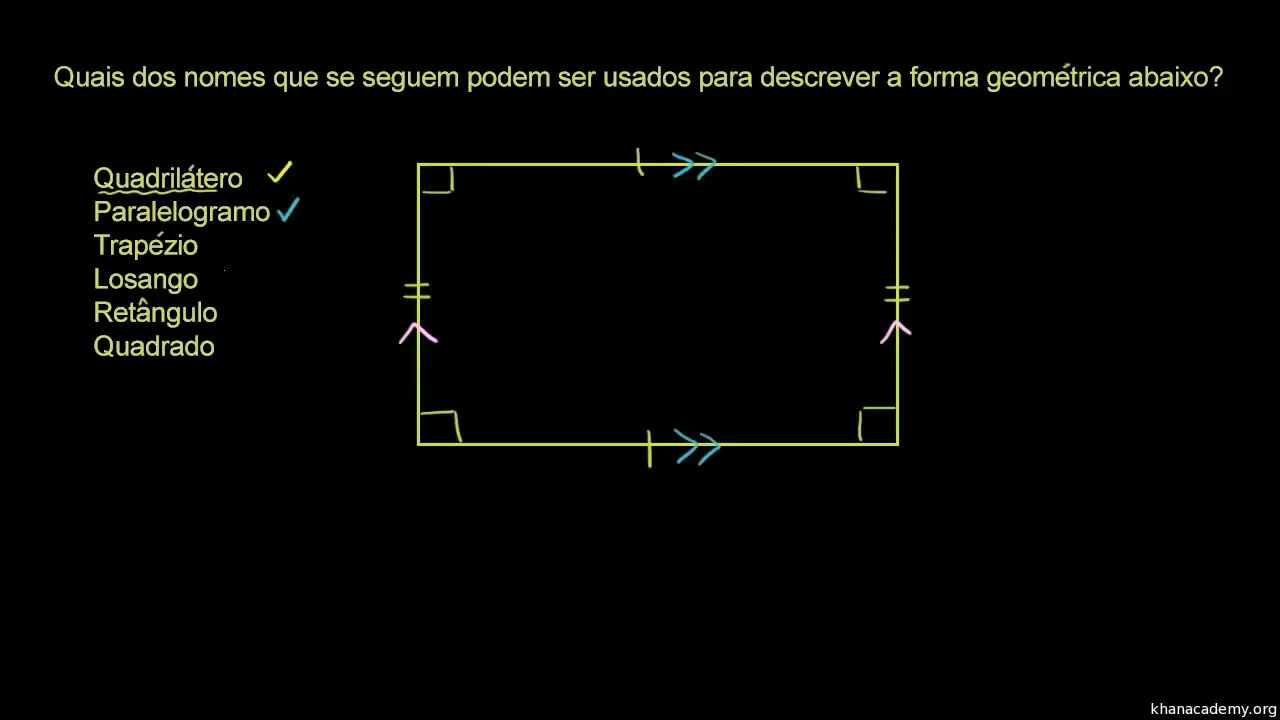 Quais dos nomes que se seguem podem ser usados para descrever a forma geométrica abaixo?
Quadrilátero
Paralelogramo
Trapézio
Losango
Retângulo
Quadrado
khanacademy.org